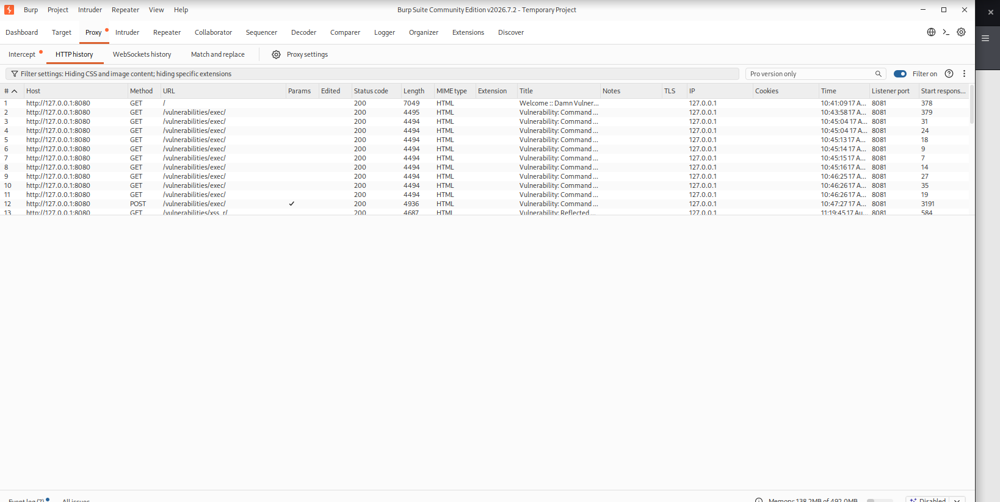 Burp Project Intruder Repeater View Help Burp Suite Community Edition v2026.7.2 - Temporary Project
Dashboard Target Proxy Intruder Repeater Collaborator Sequencer Decoder Comparer Logger Organizer Extensions Discover
Intercept HTTP history WebSockets history Match and replace Proxy settings
Filter settings: Hiding CSS and image content; hiding specific extensions Pro version only Filter on
# Host Method URL Params Edited Status code Length MIME type Extension Title Notes TLS IP Cookies Time Listener port Start respons...
1 http://127.0.0.1:8080 GET / 200 7049 HTML Welcome :: Damn Vulner... 127.0.0.1 10:41:09 17 A... 8081 378
2 http://127.0.0.1:8080 GET /vulnerabilities/exec/ 200 4495 HTML Vulnerability: Command ... 127.0.0.1 10:43:58 17 A... 8081 379
3 http://127.0.0.1:8080 GET /vulnerabilities/exec/ 200 4494 HTML Vulnerability: Command ... 127.0.0.1 10:45:04 17 A... 8081 31
4 http://127.0.0.1:8080 GET /vulnerabilities/exec/ 200 4494 HTML Vulnerability: Command ... 127.0.0.1 10:45:04 17 A... 8081 24
5 http://127.0.0.1:8080 GET /vulnerabilities/exec/ 200 4494 HTML Vulnerability: Command ... 127.0.0.1 10:45:13 17 A... 8081 18
6 http://127.0.0.1:8080 GET /vulnerabilities/exec/ 200 4494 HTML Vulnerability: Command ... 127.0.0.1 10:45:14 17 A... 8081 9
7 http://127.0.0.1:8080 GET /vulnerabilities/exec/ 200 4494 HTML Vulnerability: Command ... 127.0.0.1 10:45:15 17 A... 8081 7
8 http://127.0.0.1:8080 GET /vulnerabilities/exec/ 200 4494 HTML Vulnerability: Command ... 127.0.0.1 10:45:16 17 A... 8081 14
9 http://127.0.0.1:8080 GET /vulnerabilities/exec/ 200 4494 HTML Vulnerability: Command ... 127.0.0.1 10:46:25 17 A... 8081 27
10 http://127.0.0.1:8080 GET /vulnerabilities/exec/ 200 4494 HTML Vulnerability: Command ... 127.0.0.1 10:46:26 17 A... 8081 35
11 http://127.0.0.1:8080 GET /vulnerabilities/exec/ 200 4494 HTML Vulnerability: Command ... 127.0.0.1 10:46:26 17 A... 8081 19
12 http://127.0.0.1:8080 POST /vulnerabilities/exec/ ✓ 200 4936 HTML Vulnerability: Command ... 127.0.0.1 10:47:27 17 A... 8081 3191
13 http://127.0.0.1:8080 GET /vulnerabilities/xss_r/ 200 4687 HTML Vulnerability: Reflected ... 127.0.0.1 11:19:45 17 Au... 8081 584
Event log (7) All issues Memory: 138.2MB of 492.0MB Disabled